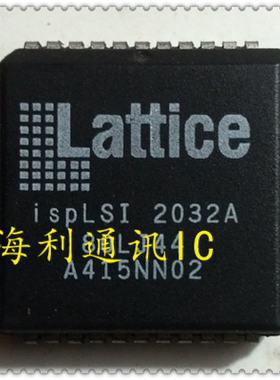 Lattice
ispLSI 2032A
海利通讯IC
A415NN02